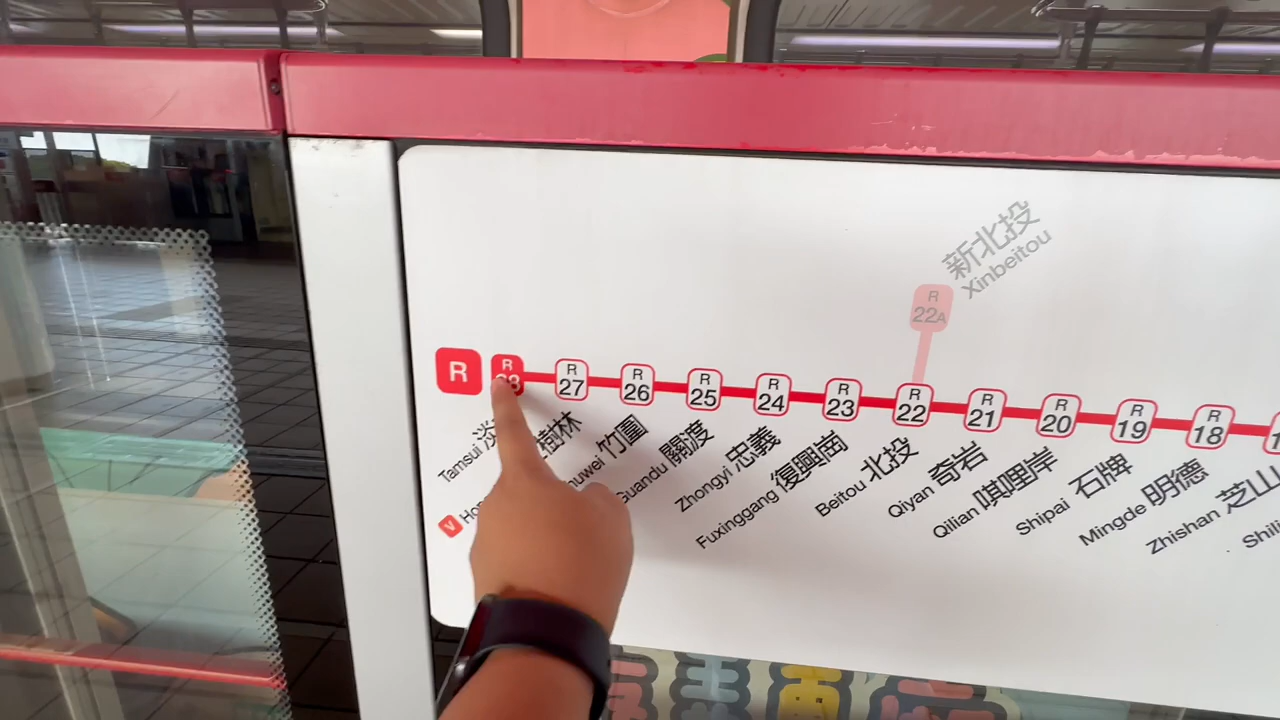 新北投
Xinbeitou
R
22A
R
R
28
R
27
R
26
R
25
R
24
R
23
R
22
R
21
R
20
R
19
R
18
Tamsui 淡
V
樹林
竹圍
Guandu 關渡
Zhongyi 忠義
Fuxinggang 復興崗
Beitou 北投
Qiyan 奇岩
Qilian 唭哩岸
Shipai 石牌
Mingde 明德
Zhishan 芝山